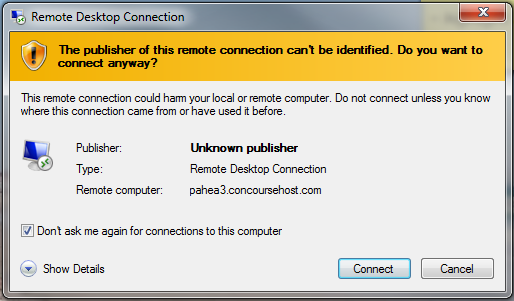 Remote Desktop Connection
The publisher of this remote connection can't be identified. Do you want to
connect anyway?
This remote connection could harm your local or remote computer. Do not connect unless you know
where this connection came from or have used it before.
Publisher: Unknown publisher
Type: Remote Desktop Connection
Remote computer: pahea3.concoursehost.com
Don't ask me again for connections to this computer
Show Details Connect Cancel